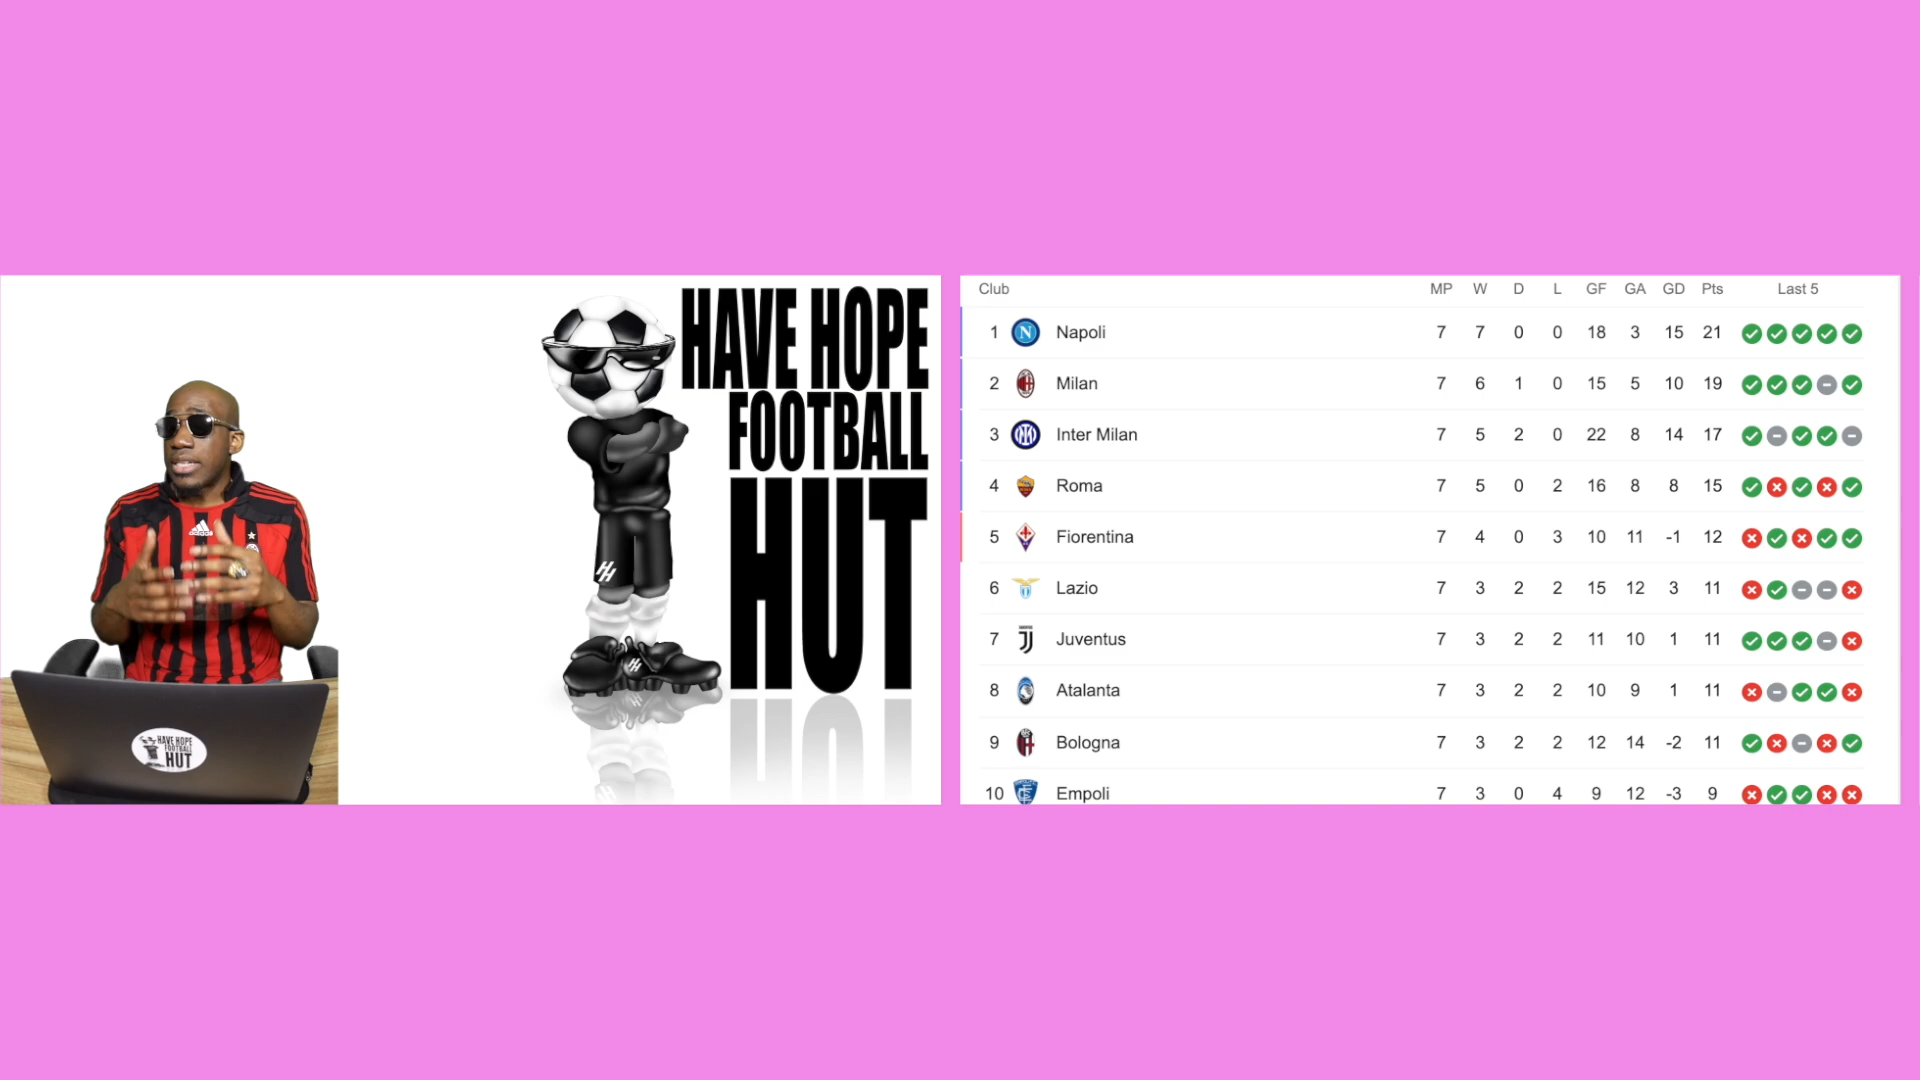 HAVE HOPE
FOOTBALL
HUT
adidas
HAVE HOPE
FOOTBALL
HUT
Club MP W D L GF GA GD Pts Last 5
1 Napoli 7 7 0 0 18 3 15 21
2 Milan 7 6 1 0 15 5 10 19
3 Inter Milan 7 5 2 0 22 8 14 17
4 Roma 7 5 0 2 16 8 8 15
5 Fiorentina 7 4 0 3 10 11 -1 12
6 Lazio 7 3 2 2 15 12 3 11
7 Juventus 7 3 2 2 11 10 1 11
8 Atalanta 7 3 2 2 10 9 1 11
9 Bologna 7 3 2 2 12 14 -2 11
10 Empoli 7 3 0 4 9 12 -3 9